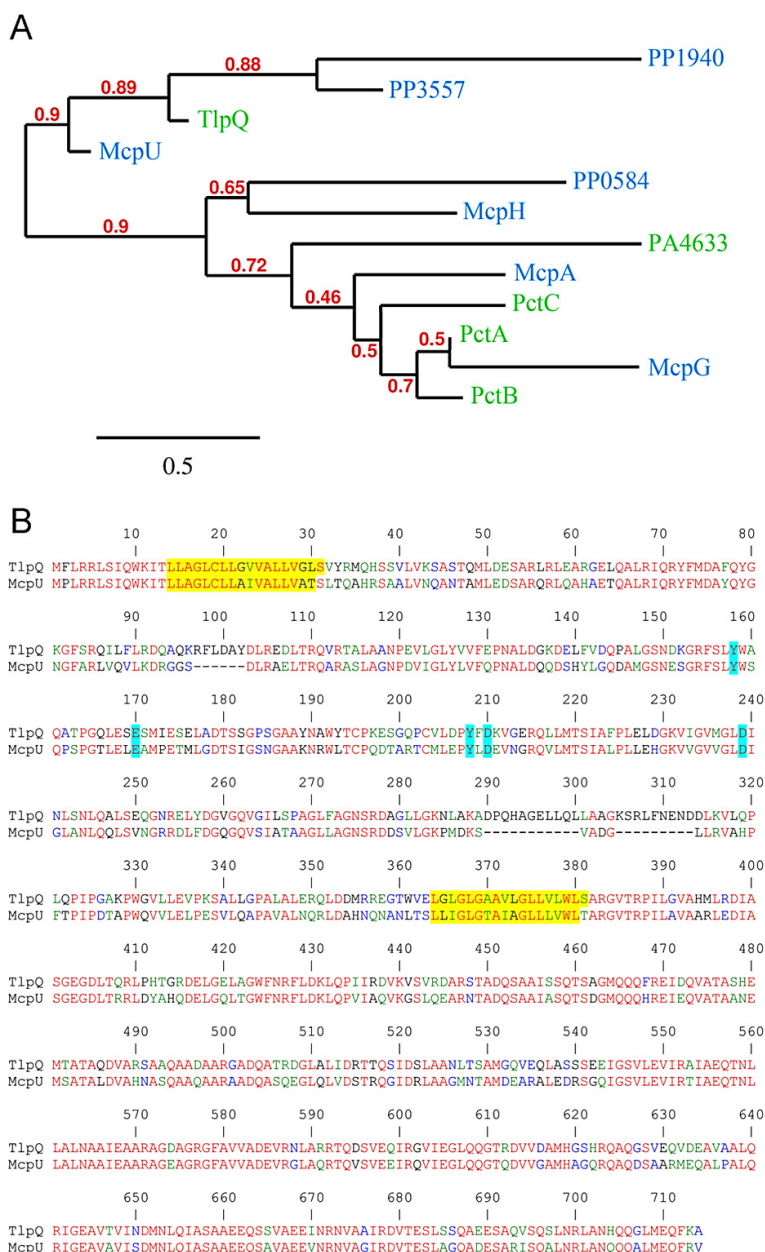 A
0.88
PP1940
0.89
PP3557
0.9
TlpQ
McpU
PP0584
0.65
McpH
0.9
PA4633
0.72
McpA
0.46
PctC
PctA
0.5
0.5
McpG
0.7
PctB
0.5
B
10 20 30 40 50 60 70 80
TlpQ MFLRRLSIQWKITLLAGLCLLGVVALLVGLSVYRMQHSSVLVKSASTQMLDESARLRLEARGELQALRIQRYFMDAFQYG
McpU MPLRRLSIQWKITLLAGLCLLAIVALLVATSLTQAHRSAALVNQANTAMLEDSARQRLQAHAETQALRIQRYFMDAYQYG
90 100 110 120 130 140 150 160
TlpQ KGFSRQILFLRDQAQKRFLDAYDLREDLTRQVRTALAANPEVLGLYVVFEPNALDGKDELFVDQPALGSNDKGRFSLYWA
McpU NGFARLVQVLKDRGGS------DLRAELTRQARASLAGNPDVIGLYLVFQPNALDQQDSHYLGQDAMGSNESGRFSLYWS
170 180 190 200 210 220 230 240
TlpQ QATPGQLESESMIESELADTSSGPSGAAYNAWYTCPKESGQPCVLDPYFDKVGERQLLMTSIAFPLELDGKVIGVMGLDI
McpU QPSPGTLELEAMPETMLGDTSIGSNGAAKNRWLTCPQDTARTCMLEPYLDEVNGRQVLMTSIALPLLEHGKVVGVVGLDI
250 260 270 280 290 300 310 320
TlpQ NLSNLQALSEQGNRELYDGVGQVGILSPAGLFAGNSRDAGLLGKNLAKADPQHAGELLQLLAAGKSRLFNENDDLKVLQP
McpU GLANLQQLSVNGRRDLFDGQGQVSIATAAGLLAGNSRDDSVLGKPMDKS-----------VADG---------LLRVAHP
330 340 350 360 370 380 390 400
TlpQ LQPIPGAKPWGVLLEVPKSALLGPALALERQLDDMRREGTWVELGLGLGAAVLGLLVLWLSARGVTRPILGVAHMLRDIA
McpU FTPIPDTAPWQVVLELPESVLQAPAVALNQRLDAHNQNANLTSLLIGLGTAIAGLLLVWLTARGVTRPILAVAARLEDIA
410 420 430 440 450 460 470 480
TlpQ SGEGDLTQRLPHTGRDELGELAGWFNRFLDKLQPIIRDVKVSVRDARSTADQSAAISSQTSAGMQQQFREIDQVATASHE
McpU SGEGDLTRRLDYAHQDELGQLTGWFNRFLDKLQPVIAQVKGSLQEARNTADQSAAIASQTSDGMQQQHREIEQVATAANE
490 500 510 520 530 540 550 560
TlpQ MTATAQDVARSAAQAADAARGADQATRDGLALIDRTTQSIDSLAANLTSAMGQVEQLASSSEEIGSVLEVIRAIAEQTNL
McpU MSATALDVAHNASQAAQAARAADQASQEGLQLVDSTRQGIDRLAAGMNTAMDEARALEDRSGQIGSVLEVIRTIAEQTNL
570 580 590 600 610 620 630 640
TlpQ LALNAAIEAARAGDAGRGFAVVADEVRNLARRTQDSVEQIRGVIEGLQQGTRDVVDAMHGSHRQAQGSVEQVDEAVAALQ
McpU LALNAAIEAARAGEAGRGFAVVADEVRGLAQRTQVSVEEIRQVIEGLQQGTQDVVGAMHAGQRQAQDSAARMEQALPALQ
650 660 670 680 690 700 710
TlpQ RIGEAVTVINDMNLQIASAAEEQSSVAEEINRNVAAIRDVTESLSSQAEESAQVSQSLNRLANHQQGLMEQFKA
McpU RIGEAVAVISDMNLQIASAAEEQSAVAEEINRNVAGIRDVTESLAGQADESARISQALNRLANQQQALMEQFRV